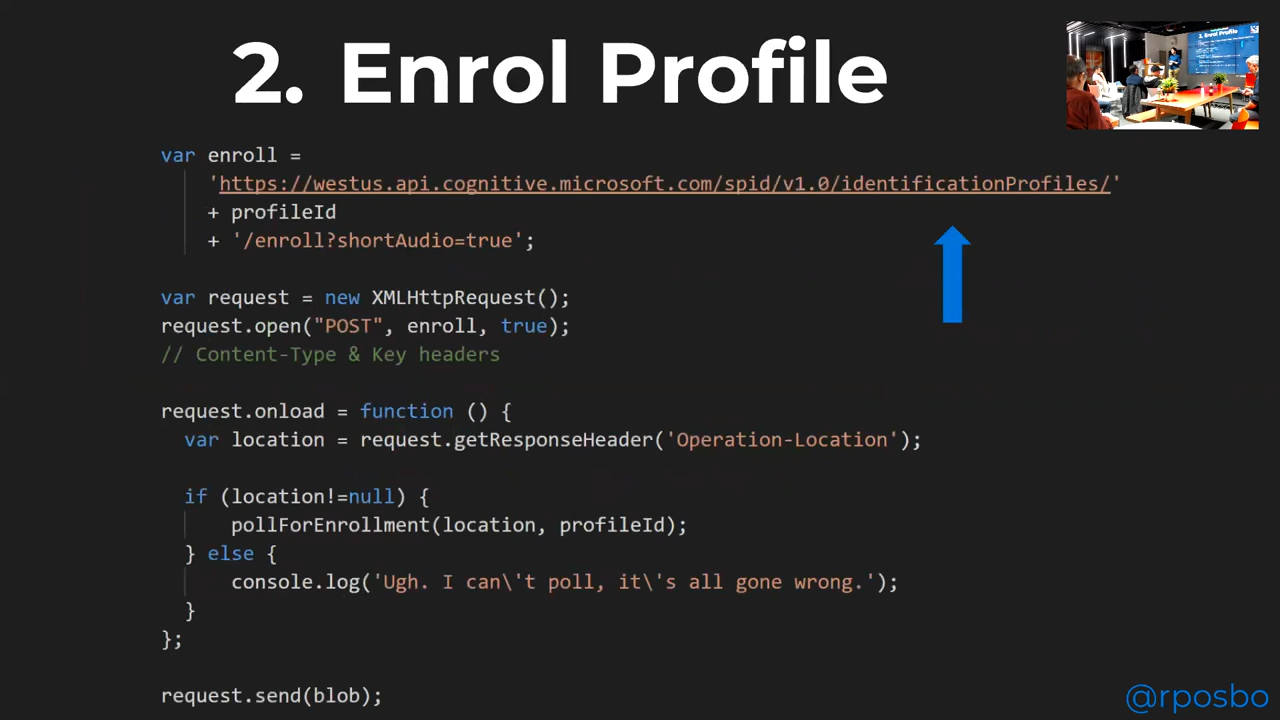 2. Enrol Profile
var enroll =
'https://westus.api.cognitive.microsoft.com/spid/v1.0/identificationProfiles/'
+ profileId
+ '/enroll?shortAudio=true';
var request = new XMLHttpRequest();
request.open("POST", enroll, true);
// Content-Type & Key headers
request.onload = function () {
var location = request.getResponseHeader('Operation-Location');
if (location!=null) {
pollForEnrollment(location, profileId);
} else {
console.log('Ugh. I can\'t poll, it\'s all gone wrong.');
}
};
request.send(blob);
@rposbo